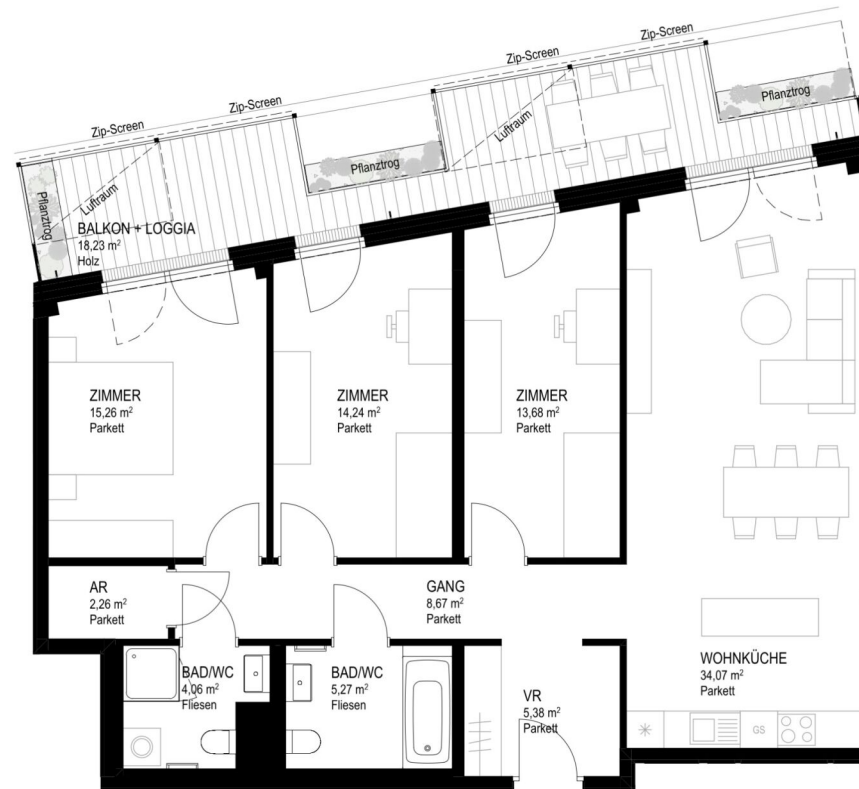 Zip-Screen
Zip-Screen
Zip-Screen
Zip-Screen
Pflanztrog
Luftraum
Pflanztrog
Luftraum
Pflanztrog
BALKON + LOGGIA
18,23 m²
Holz
ZIMMER
15,26 m²
Parkett
ZIMMER
14,24 m²
Parkett
ZIMMER
13,68 m²
Parkett
AR
2,26 m²
Parkett
GANG
8,67 m²
Parkett
BAD/WC
4,06 m²
Fliesen
BAD/WC
5,27 m²
Fliesen
VR
5,38 m²
Parkett
WOHNKÜCHE
34,07 m²
Parkett
GS